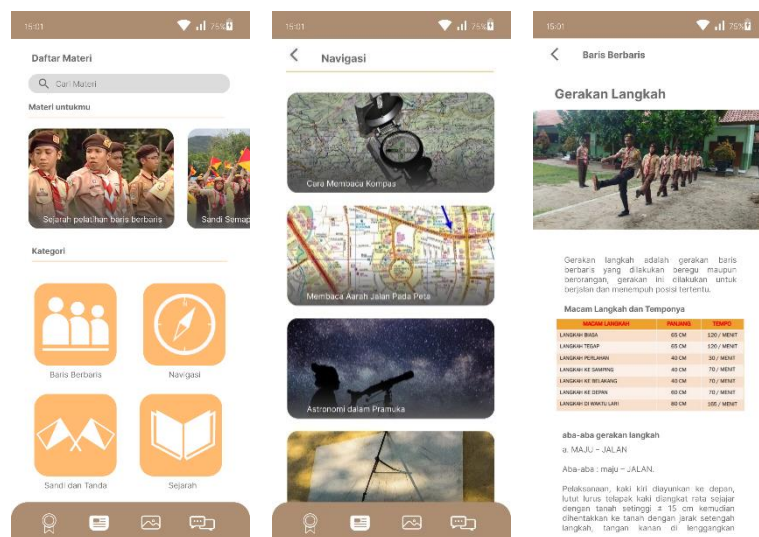 15:01
75%
Daftar Materi
Cari Materi
Materi untukmu
Sejarah pelatihan baris berbaris
Sandi Semap
Kategori
Baris Berbaris
Navigasi
Sandi dan Tanda
Sejarah
15:01
75%
Navigasi
Cara Membaca Kompas
Membaca Aarah Jalan Pada Peta
Astronomi dalam Pramuka
15:01
75%
Baris Berbaris
Gerakan Langkah
Gerakan langkah adalah gerakan baris
berbaris yang dilakukan beregu maupun
perorangan, gerakan ini dilakukan untuk
berjalan dan menempuh posisi tertentu.
Macam Langkah dan Temponya
MACAM LANGKAH PANJANG TEMPO
LANGKAH BIASA 65 CM 120 / MENIT
LANGKAH TEGAP 65 CM 120 / MENIT
LANGKAH PERLAHAN 40 CM 30 / MENIT
LANGKAH KE SAMPING 40 CM 70 / MENIT
LANGKAH KE BELAKANG 40 CM 70 / MENIT
LANGKAH KE DEPAN 60 CM 70 / MENIT
LANGKAH DI WAKTU LARI 80 CM 165 / MENIT
aba-aba gerakan langkah
a. MAJU – JALAN
Aba-aba : maju – JALAN.
Pelaksanaan, kaki kiri diayunkan ke depan,
lutut lurus telapak kaki diangkat rata sejajar
dengan tanah setinggi ± 15 cm kemudian
dihentakkan ke tanah dengan jarak setengah
langkah, tangan kanan di lenggangkan